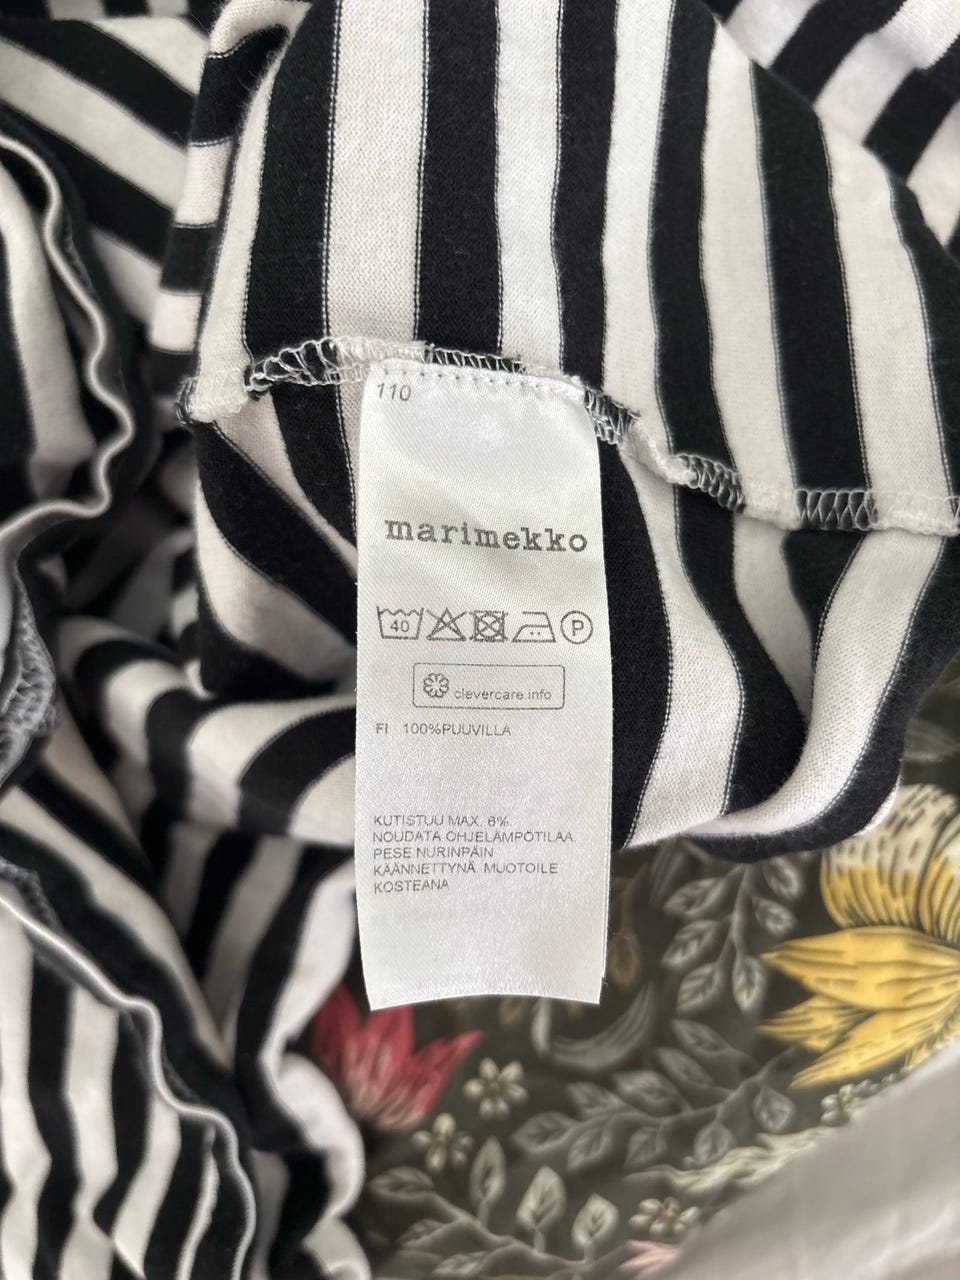 110
marimekko
40 P
clevercare.info
FI 100%PUUVILLA
KUTISTUU MAX. 6%.
NOUDATA OHJELÄMPÖTILAA.
PESE NURINPÄIN
KÄÄNNETTYNÄ. MUOTOILE
KOSTEANA